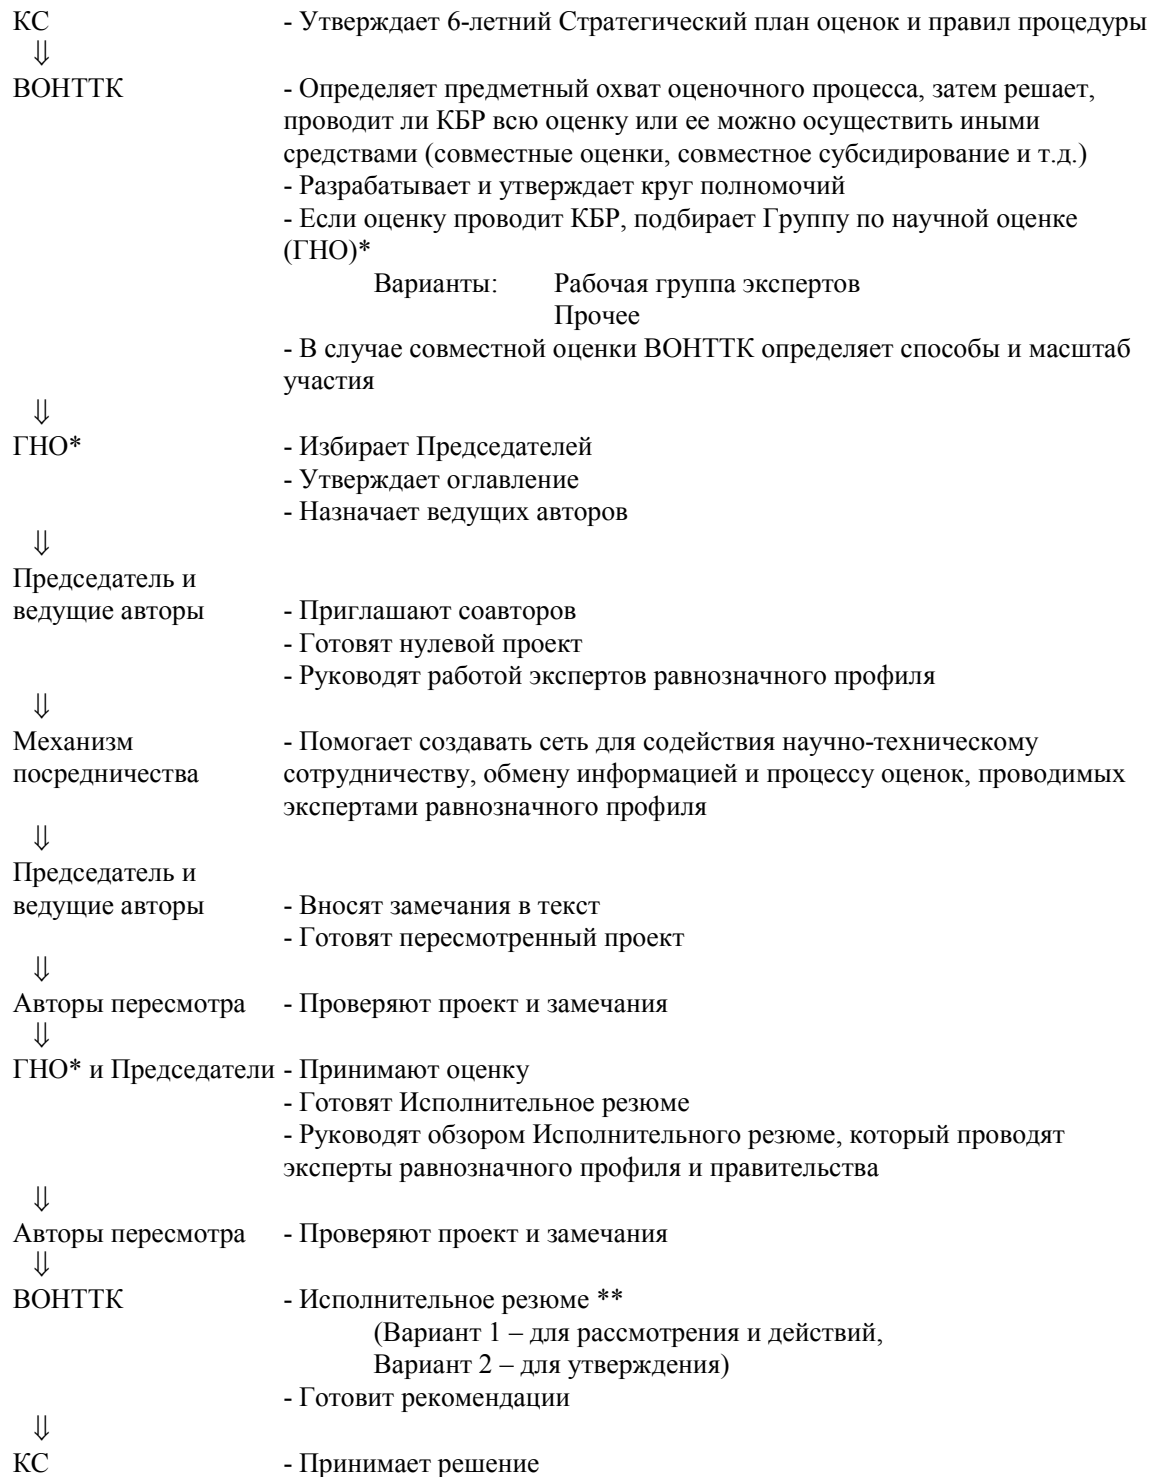 КС - Утверждает 6-летний Стратегический план оценок и правил процедуры
⇓
ВОНТТК - Определяет предметный охват оценочного процесса, затем решает,
проводит ли КБР всю оценку или ее можно осуществить иными
средствами (совместные оценки, совместное субсидирование и т.д.)
- Разрабатывает и утверждает круг полномочий
- Если оценку проводит КБР, подбирает Группу по научной оценке
(ГНО)*
Варианты: Рабочая группа экспертов
Прочее
- В случае совместной оценки ВОНТТК определяет способы и масштаб
участия
⇓
ГНО* - Избирает Председателей
- Утверждает оглавление
- Назначает ведущих авторов
⇓
Председатель и
ведущие авторы - Приглашают соавторов
- Готовят нулевой проект
- Руководят работой экспертов равнозначного профиля
⇓
Механизм - Помогает создавать сеть для содействия научно-техническому
посредничества сотрудничеству, обмену информацией и процессу оценок, проводимых
экспертами равнозначного профиля
⇓
Председатель и
ведущие авторы - Вносят замечания в текст
- Готовят пересмотренный проект
⇓
Авторы пересмотра - Проверяют проект и замечания
⇓
ГНО* и Председатели - Принимают оценку
- Готовят Исполнительное резюме
- Руководят обзором Исполнительного резюме, который проводят
эксперты равнозначного профиля и правительства
⇓
Авторы пересмотра - Проверяют проект и замечания
⇓
ВОНТТК - Исполнительное резюме **
(Вариант 1 – для рассмотрения и действий,
Вариант 2 – для утверждения)
- Готовит рекомендации
⇓
КС - Принимает решение